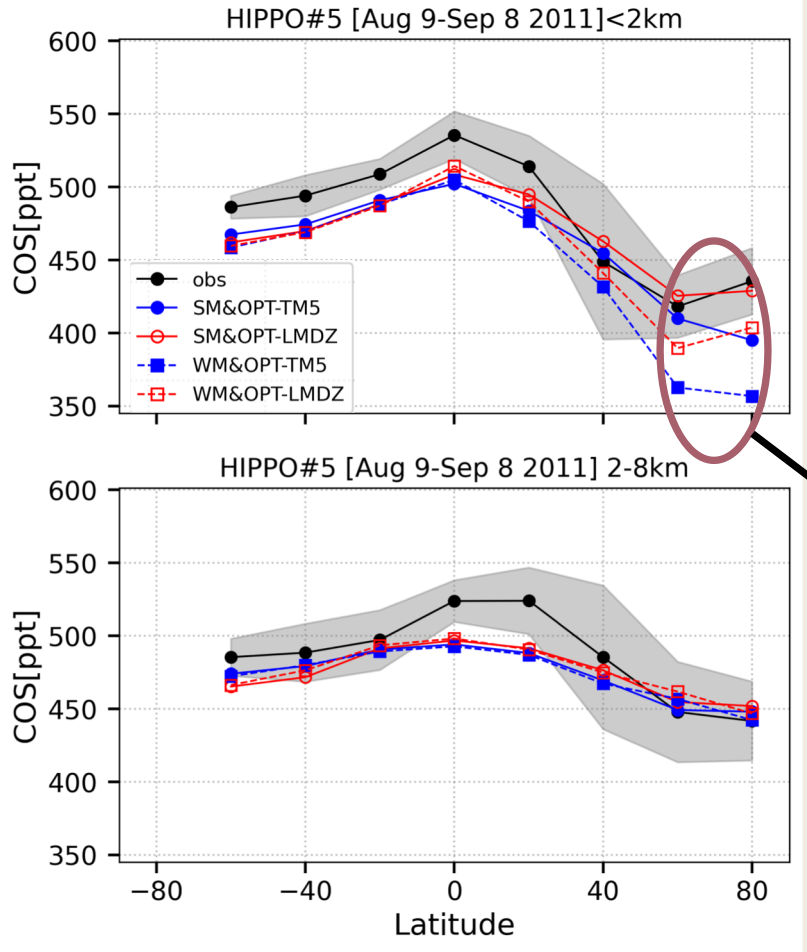 HIPPO#5 [Aug 9-Sep 8 2011]<2km
600
550
500
450
400
350
COS[ppt]
obs
SM&OPT-TM5
SM&OPT-LMDZ
WM&OPT-TM5
WM&OPT-LMDZ
HIPPO#5 [Aug 9-Sep 8 2011] 2-8km
600
550
500
450
400
350
COS[ppt]
−80 −40 0 40 80
Latitude